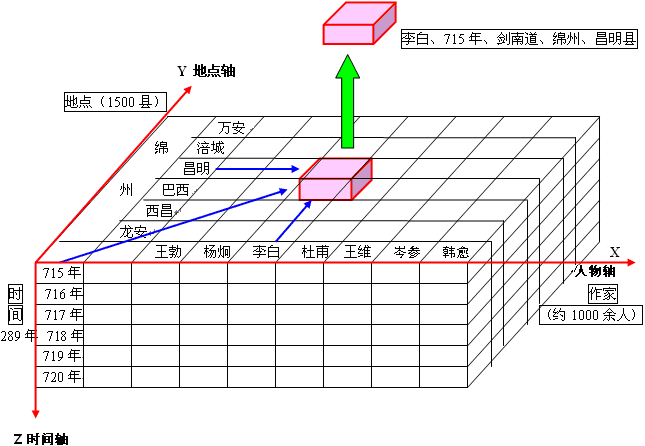 李白、715 年、剑南道、绵州、昌明县
Y 地点轴
地点（1500 县）
万安
绵
涪城
昌明
州
巴西
西昌
龙安
王勃 杨炯 李白 杜甫 王维 岑参 韩愈
X
人物轴
715 年
时
间
716 年
作家
717 年
（约 1000 余人）
289 年
718 年
719 年
720 年
Z 时间轴